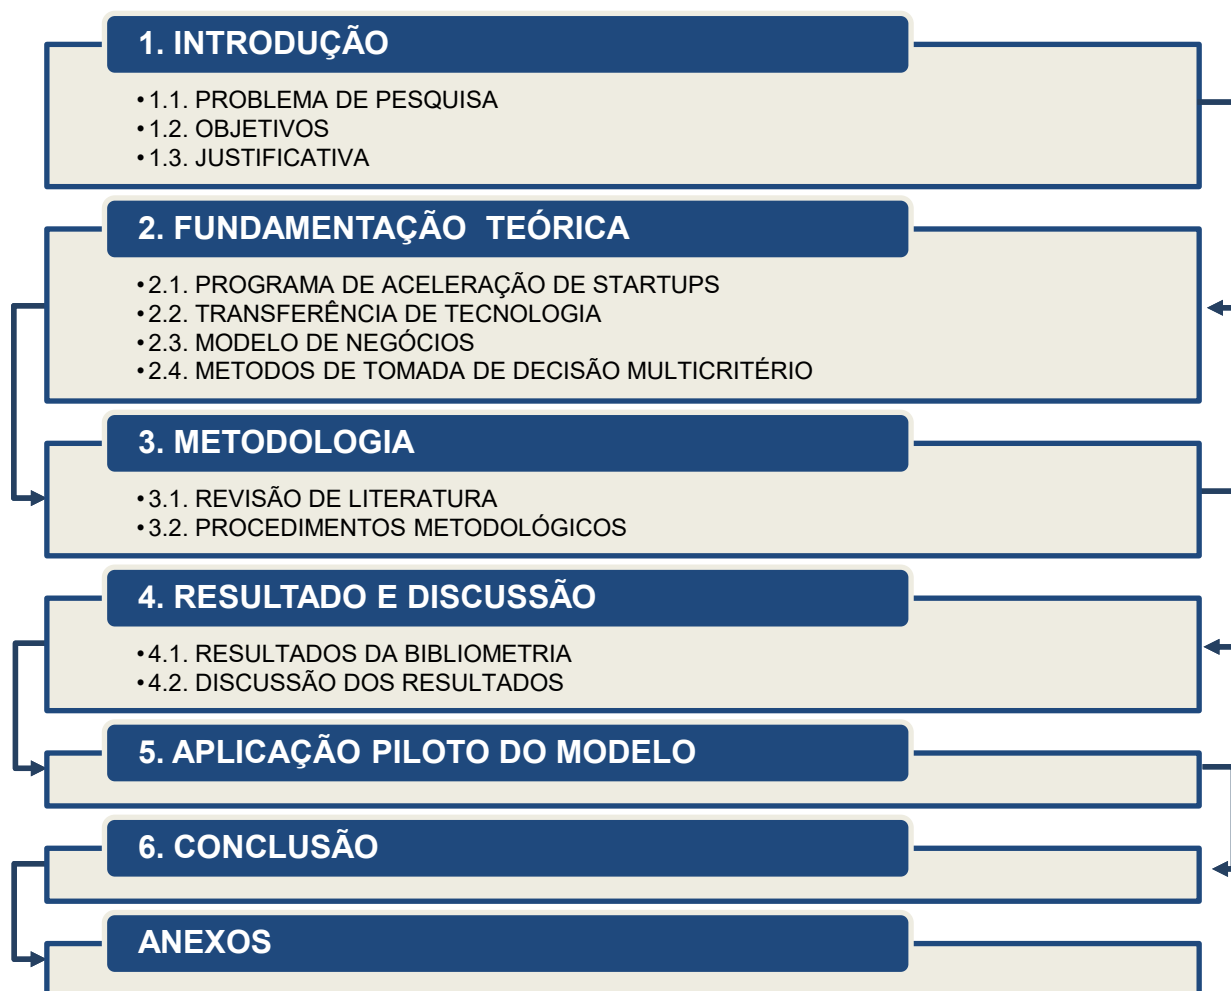 1. INTRODUÇÃO
•1.1. PROBLEMA DE PESQUISA
•1.2. OBJETIVOS
•1.3. JUSTIFICATIVA
2. FUNDAMENTAÇÃO TEÓRICA
•2.1. PROGRAMA DE ACELERAÇÃO DE STARTUPS
•2.2. TRANSFERÊNCIA DE TECNOLOGIA
•2.3. MODELO DE NEGÓCIOS
•2.4. METODOS DE TOMADA DE DECISÃO MULTICRITÉRIO
3. METODOLOGIA
•3.1. REVISÃO DE LITERATURA
•3.2. PROCEDIMENTOS METODOLÓGICOS
4. RESULTADO E DISCUSSÃO
•4.1. RESULTADOS DA BIBLIOMETRIA
•4.2. DISCUSSÃO DOS RESULTADOS
5. APLICAÇÃO PILOTO DO MODELO
6. CONCLUSÃO
ANEXOS